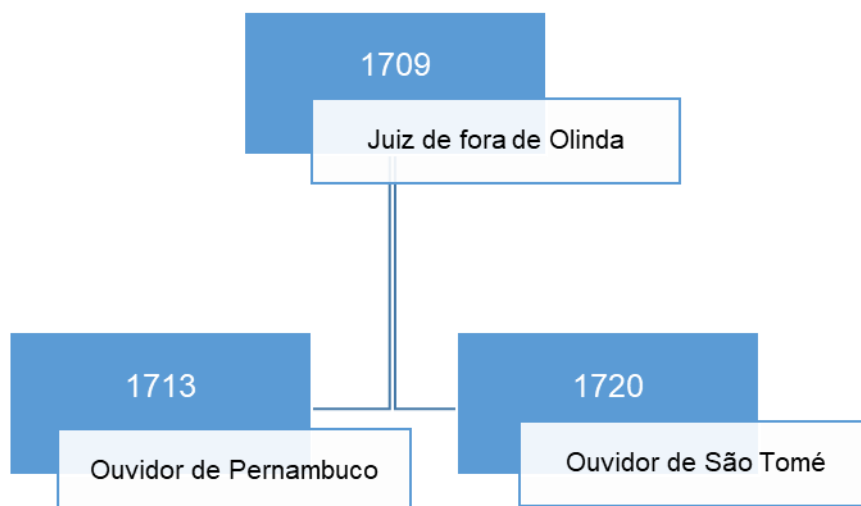 1709
Juiz de fora de Olinda
1713
Ouvidor de Pernambuco
1720
Ouvidor de São Tomé